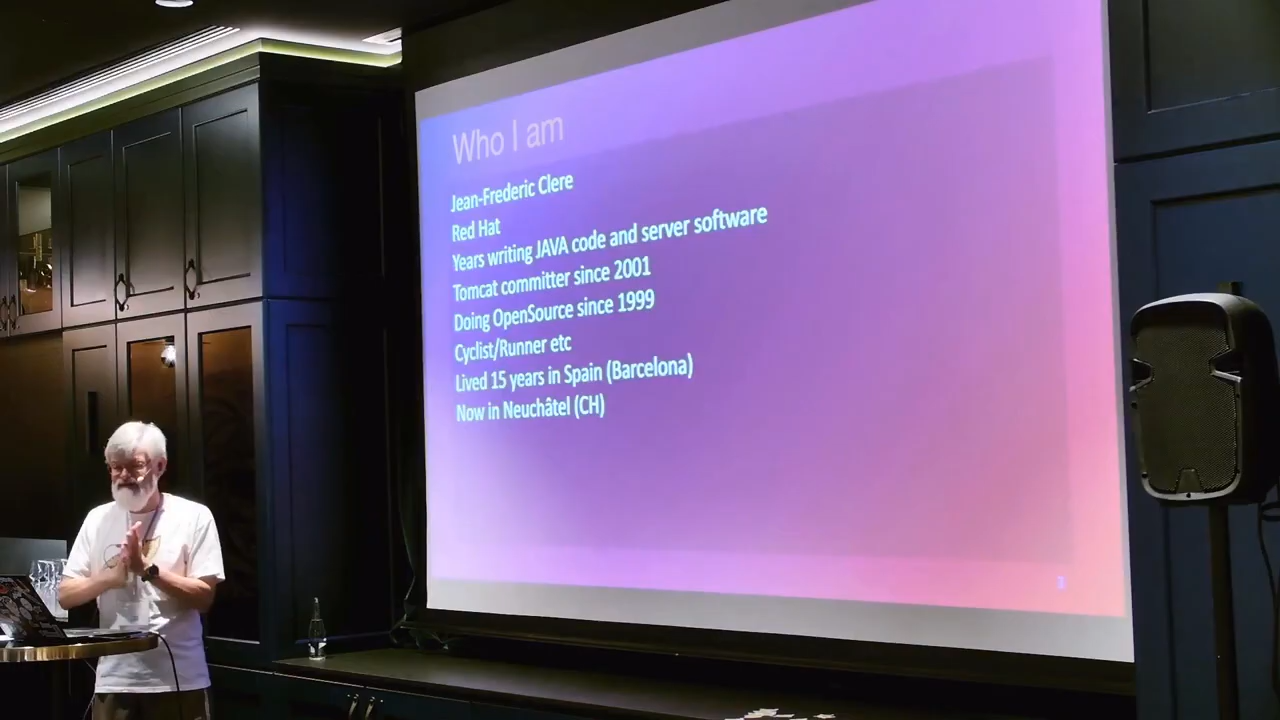 Who I am
Jean-Frederic Clere
Red Hat
Years writing JAVA code and server software
Tomcat committer since 2001
Doing OpenSource since 1999
Cyclist/Runner etc
Lived 15 years in Spain (Barcelona)
Now in Neuchâtel (CH)
3